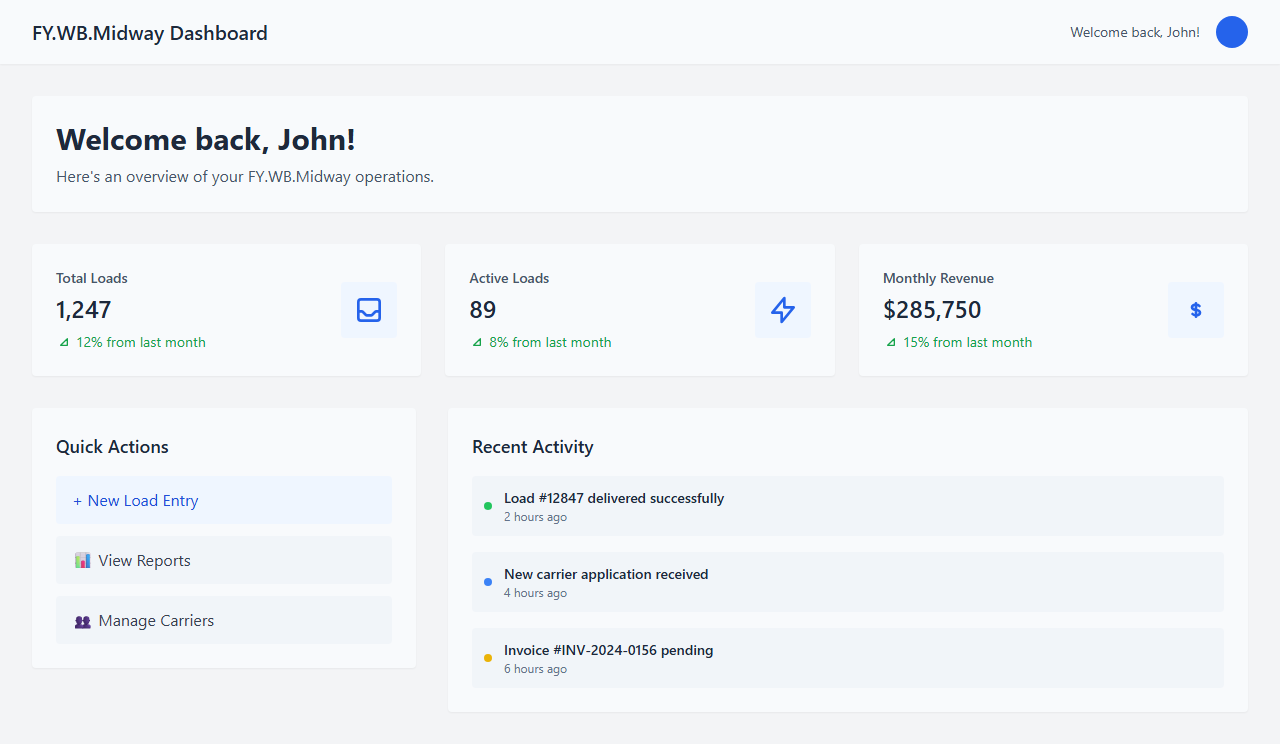 FY.WB.Midway Dashboard
Welcome back, John!
Welcome back, John!
Here's an overview of your FY.WB.Midway operations.
Total Loads
1,247
12% from last month
Active Loads
89
8% from last month
Monthly Revenue
$285,750
15% from last month
$
Quick Actions
+ New Load Entry
View Reports
Manage Carriers
Recent Activity
Load #12847 delivered successfully
2 hours ago
New carrier application received
4 hours ago
Invoice #INV-2024-0156 pending
6 hours ago